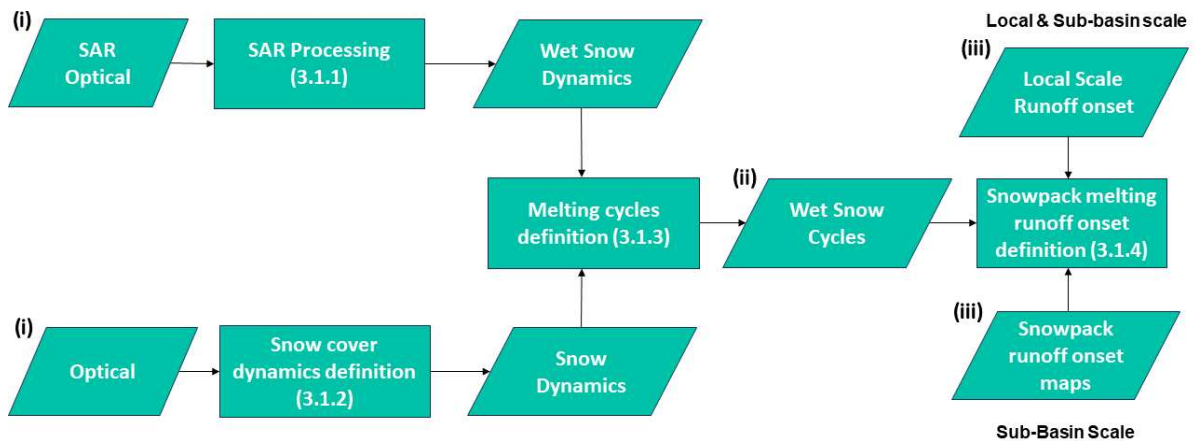 (i)
SAR
Optical
SAR Processing
(3.1.1)
Wet Snow
Dynamics
Local & Sub-basin scale
(iii)
Local Scale
Runoff onset
Melting cycles
definition (3.1.3)
(ii)
Wet Snow
Cycles
Snowpack melting
runoff onset
definition (3.1.4)
(i)
Optical
Snow cover
dynamics definition
(3.1.2)
Snow
Dynamics
(iii)
Snowpack
runoff onset
maps
Sub-Basin Scale